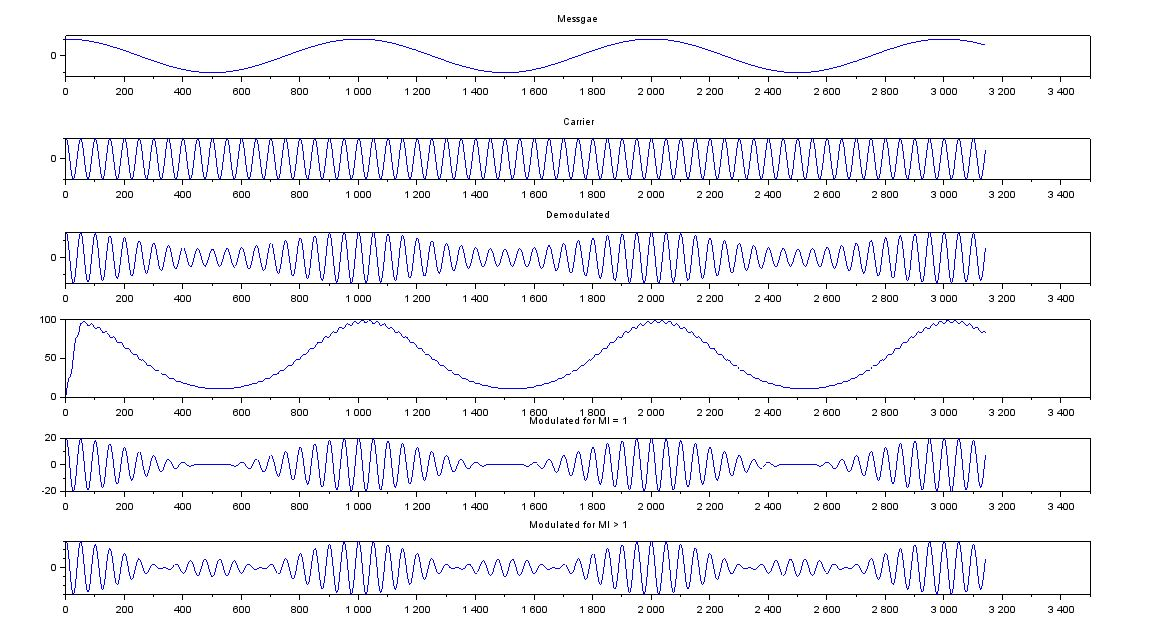 Messgae
0
0 200 400 600 800 1 000 1 200 1 400 1 600 1 800 2 000 2 200 2 400 2 600 2 800 3 000 3 200 3 400
Carrier
0
0 200 400 600 800 1 000 1 200 1 400 1 600 1 800 2 000 2 200 2 400 2 600 2 800 3 000 3 200 3 400
Demodulated
0
0 200 400 600 800 1 000 1 200 1 400 1 600 1 800 2 000 2 200 2 400 2 600 2 800 3 000 3 200 3 400
100
50
0
0 200 400 600 800 1 000 1 200 1 400 1 600 1 800 2 000 2 200 2 400 2 600 2 800 3 000 3 200 3 400
Modulated for MI = 1
20
0
-20
0 200 400 600 800 1 000 1 200 1 400 1 600 1 800 2 000 2 200 2 400 2 600 2 800 3 000 3 200 3 400
Modulated for MI > 1
0
0 200 400 600 800 1 000 1 200 1 400 1 600 1 800 2 000 2 200 2 400 2 600 2 800 3 000 3 200 3 400